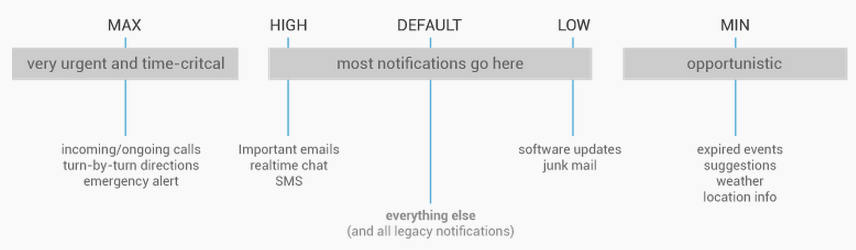 MAX
HIGH
DEFAULT
LOW
MIN
very urgent and time-critcal
most notifications go here
opportunistic
incoming/ongoing calls
turn-by-turn directions
emergency alert
Important emails
realtime chat
SMS
everything else
(and all legacy notifications)
software updates
junk mail
expired events
suggestions
weather
location info